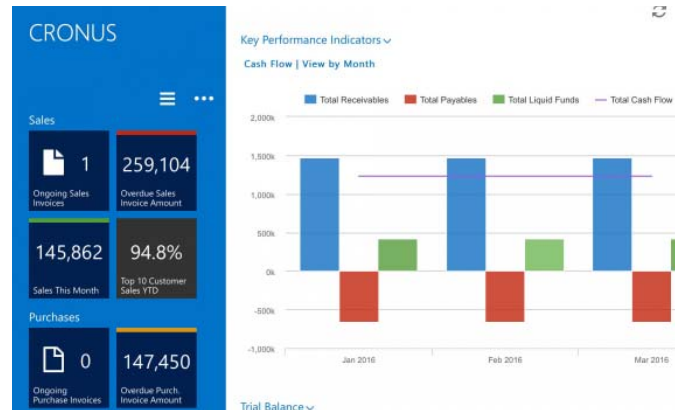 CRONUS
Sales
1
Ongoing Sales
Invoices
259,104
Overdue Sales
Invoice Amount
145,862
Sales This Month
94.8%
Top 10 Customer
Sales YTD
Purchases
0
Ongoing
Purchase Invoices
147,450
Overdue Purch.
Invoice Amount
Key Performance Indicators
Cash Flow | View by Month
Total Receivables Total Payables Total Liquid Funds Total Cash Flow
2,000k
1,500k
1,000k
500k
0k
-500k
-1,000k
Jan 2016 Feb 2016 Mar 2016
Trial Balance